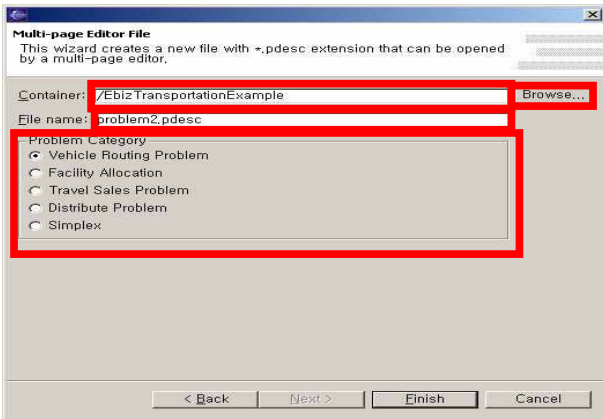 Multi-page Editor File
This wizard creates a new file with *.pdesc extension that can be opened
by a multi-page editor.
Container: /EbizTransportationExample Browse...
File name: problem2.pdesc
Problem Category
Vehicle Routing Problem
Facility Allocation
Travel Sales Problem
Distribute Problem
Simplex
< Back Next > Finish Cancel